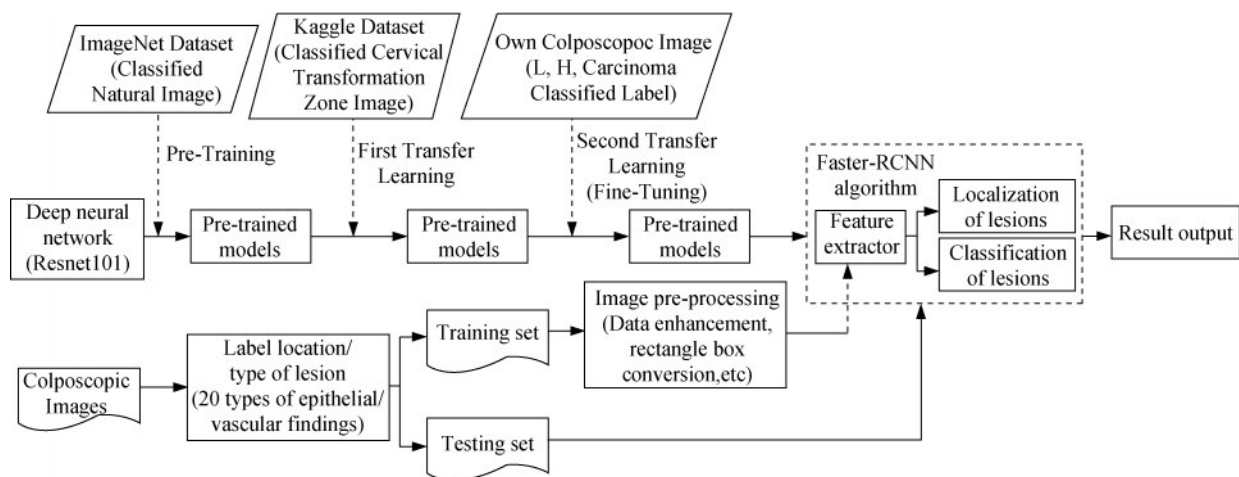 ImageNet Dataset
(Classified
Natural Image)
Kaggle Dataset
(Classified Cervical
Transformation
Zone Image)
Own Colposcopoc Image
(L, H, Carcinoma
Classified Label)
Pre-Training
First Transfer
Learning
Second Transfer
Learning
(Fine-Tuning)
Deep neural
network
(Resnet101)
Pre-trained
models
Pre-trained
models
Pre-trained
models
Faster-RCNN
algorithm
Feature
extractor
Localization
of lesions
Classification
of lesions
Result output
Colposcopic
Images
Label location/
type of lesion
(20 types of epithelial/
vascular findings)
Training set
Testing set
Image pre-processing
(Data enhancement,
rectangle box
conversion,etc)